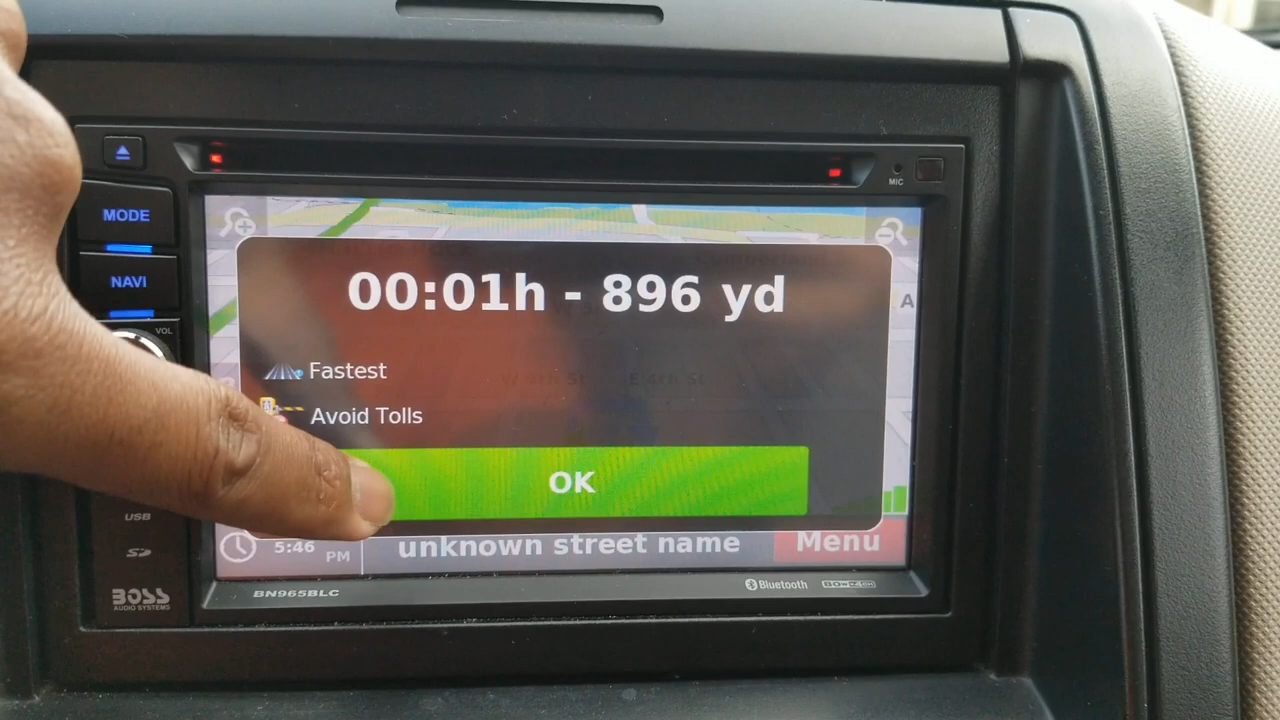 MIC
MODE
NAVI
VOL
A
00:01h - 896 yd
Fastest
Avoid Tolls
OK
USB
5:46 PM
unknown street name
Menu
BOSS
AUDIO SYSTEMS
BN965BLC
Bluetooth